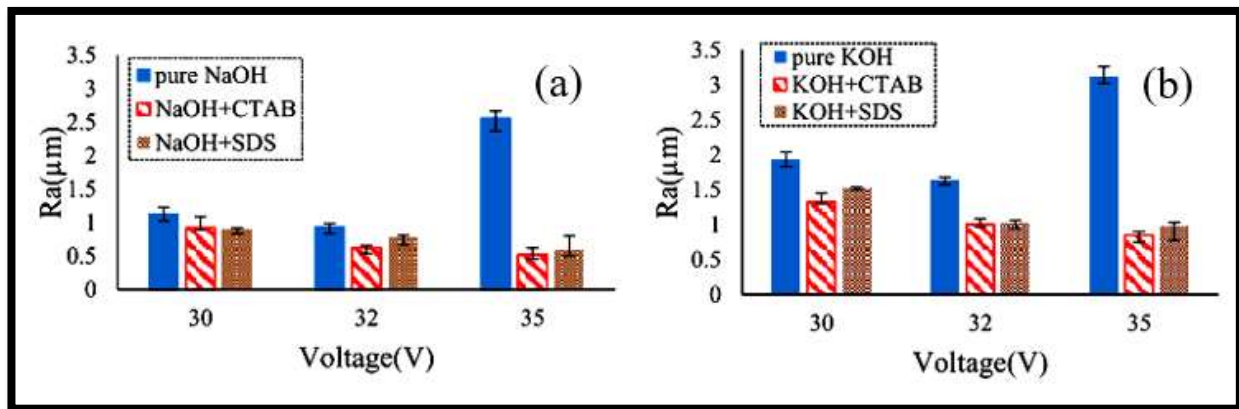 3.5
3
2.5
2
1.5
1
0.5
0
Ra(μm)
pure NaOH
NaOH+CTAB
NaOH+SDS
(a)
30 32 35
Voltage(V)
3.5
3
2.5
2
1.5
1
0.5
0
Ra(μm)
pure KOH
KOH+CTAB
KOH+SDS
(b)
30 32 35
Voltage(V)